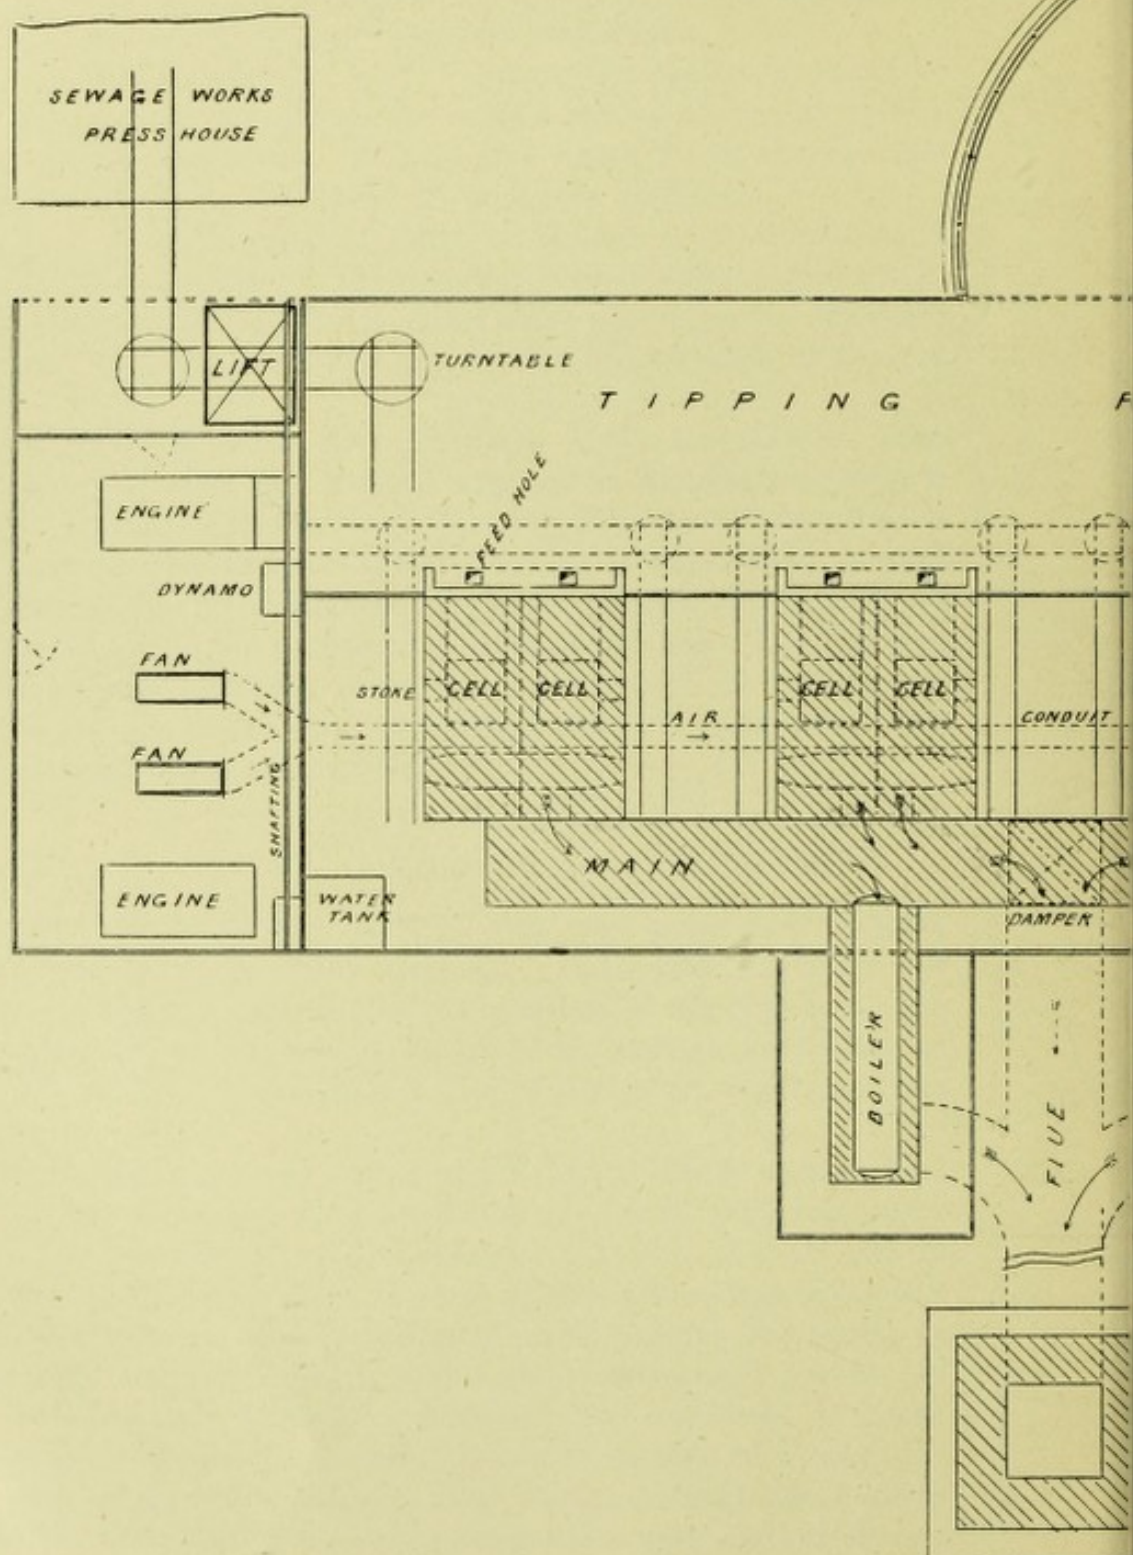 SEWAGE WORKS
PRESS HOUSE
LIFT
TURNTABLE
TIPPING F
FEED HOLE
ENGINE
DYNAMO
FAN
STOKE
CELL
CELL
CELL
CELL
AIR
CONDUIT
FAN
SHAFTING
MAIN
ENGINE
WATER
TANK
DAMPER
BOILER
FLUE